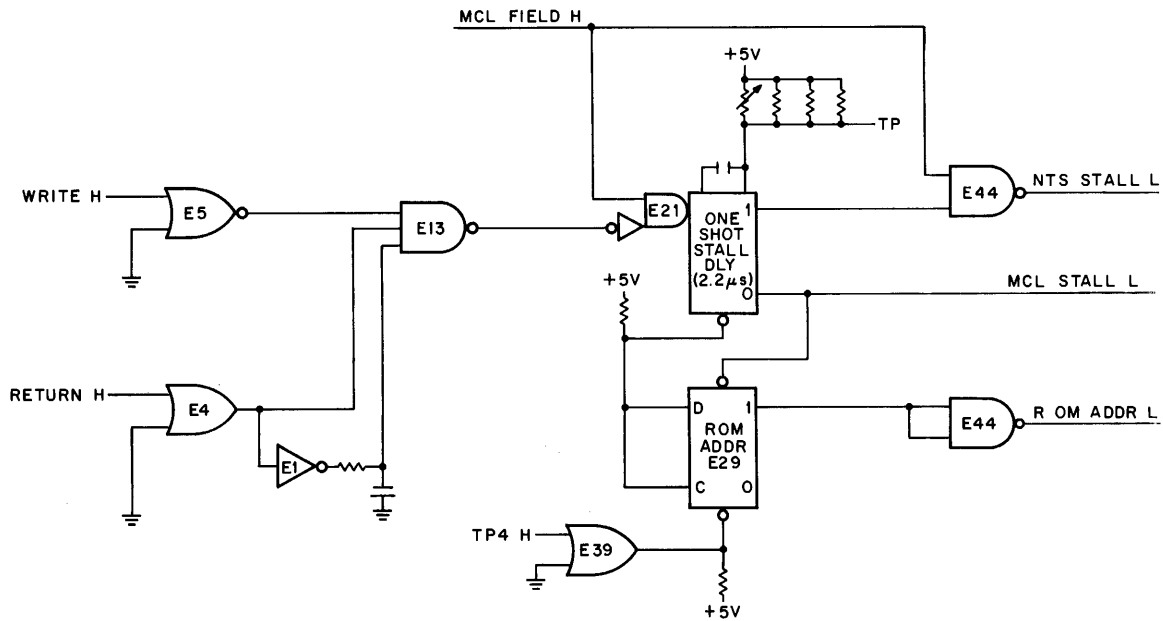 MCL FIELD H
+5V
TP
WRITE H
E5
E13
E21
ONE
SHOT
STALL
DLY
(2.2μs)
1
0
E44
NTS STALL L
+5V
MCL STALL L
RETURN H
E4
E1
D
1
ROM
ADDR
E29
C
0
E44
R OM ADDR L
TP4 H
E39
+5V